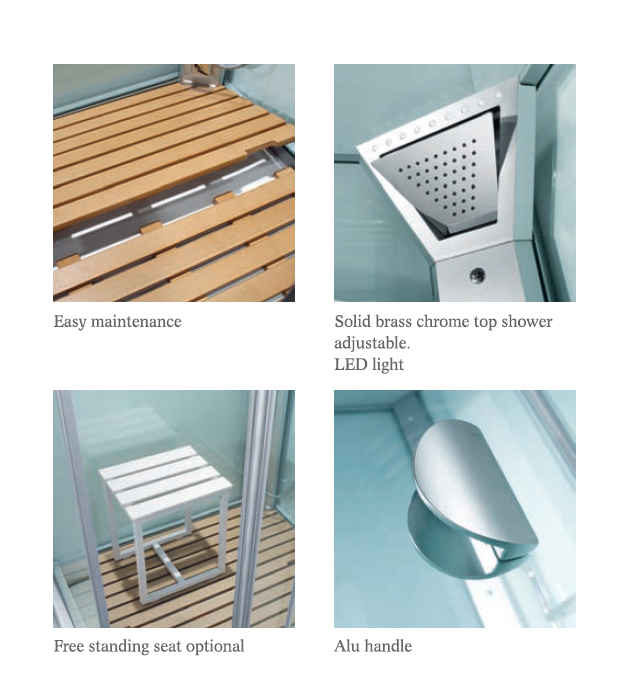 Easy maintenance
Solid brass chrome top shower
adjustable.
LED light
Free standing seat optional
Alu handle